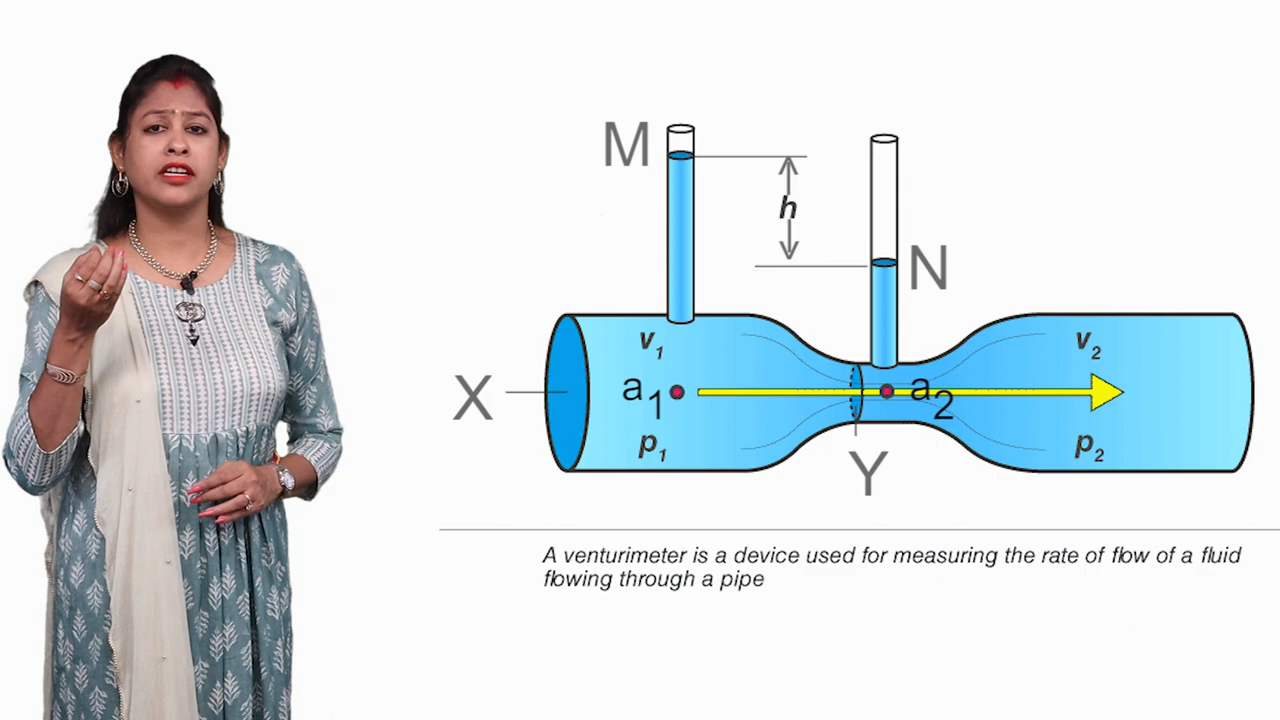 M
h
N
v₁
v₂
X
a₁
a₂
p₁
p₂
Y
A venturimeter is a device used for measuring the rate of flow of a fluid
flowing through a pipe